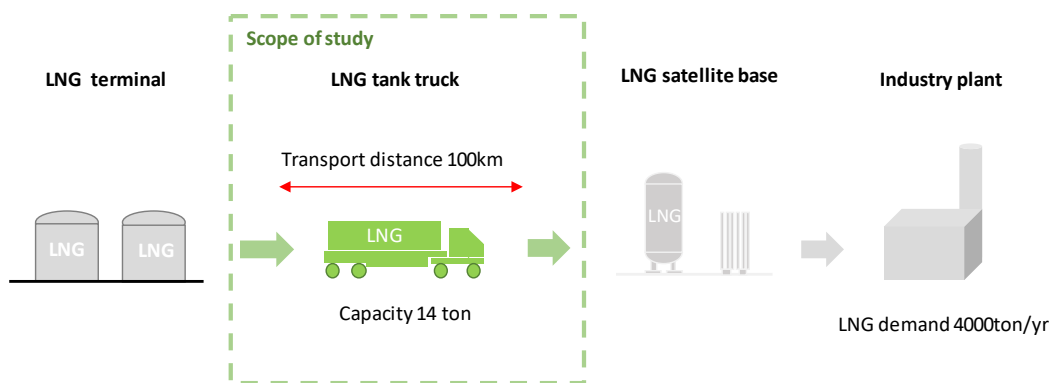 Scope of study
LNG terminal
LNG tank truck
LNG satellite base
Industry plant
Transport distance 100km
LNG
LNG
LNG
LNG
Capacity 14 ton
LNG demand 4000ton/yr